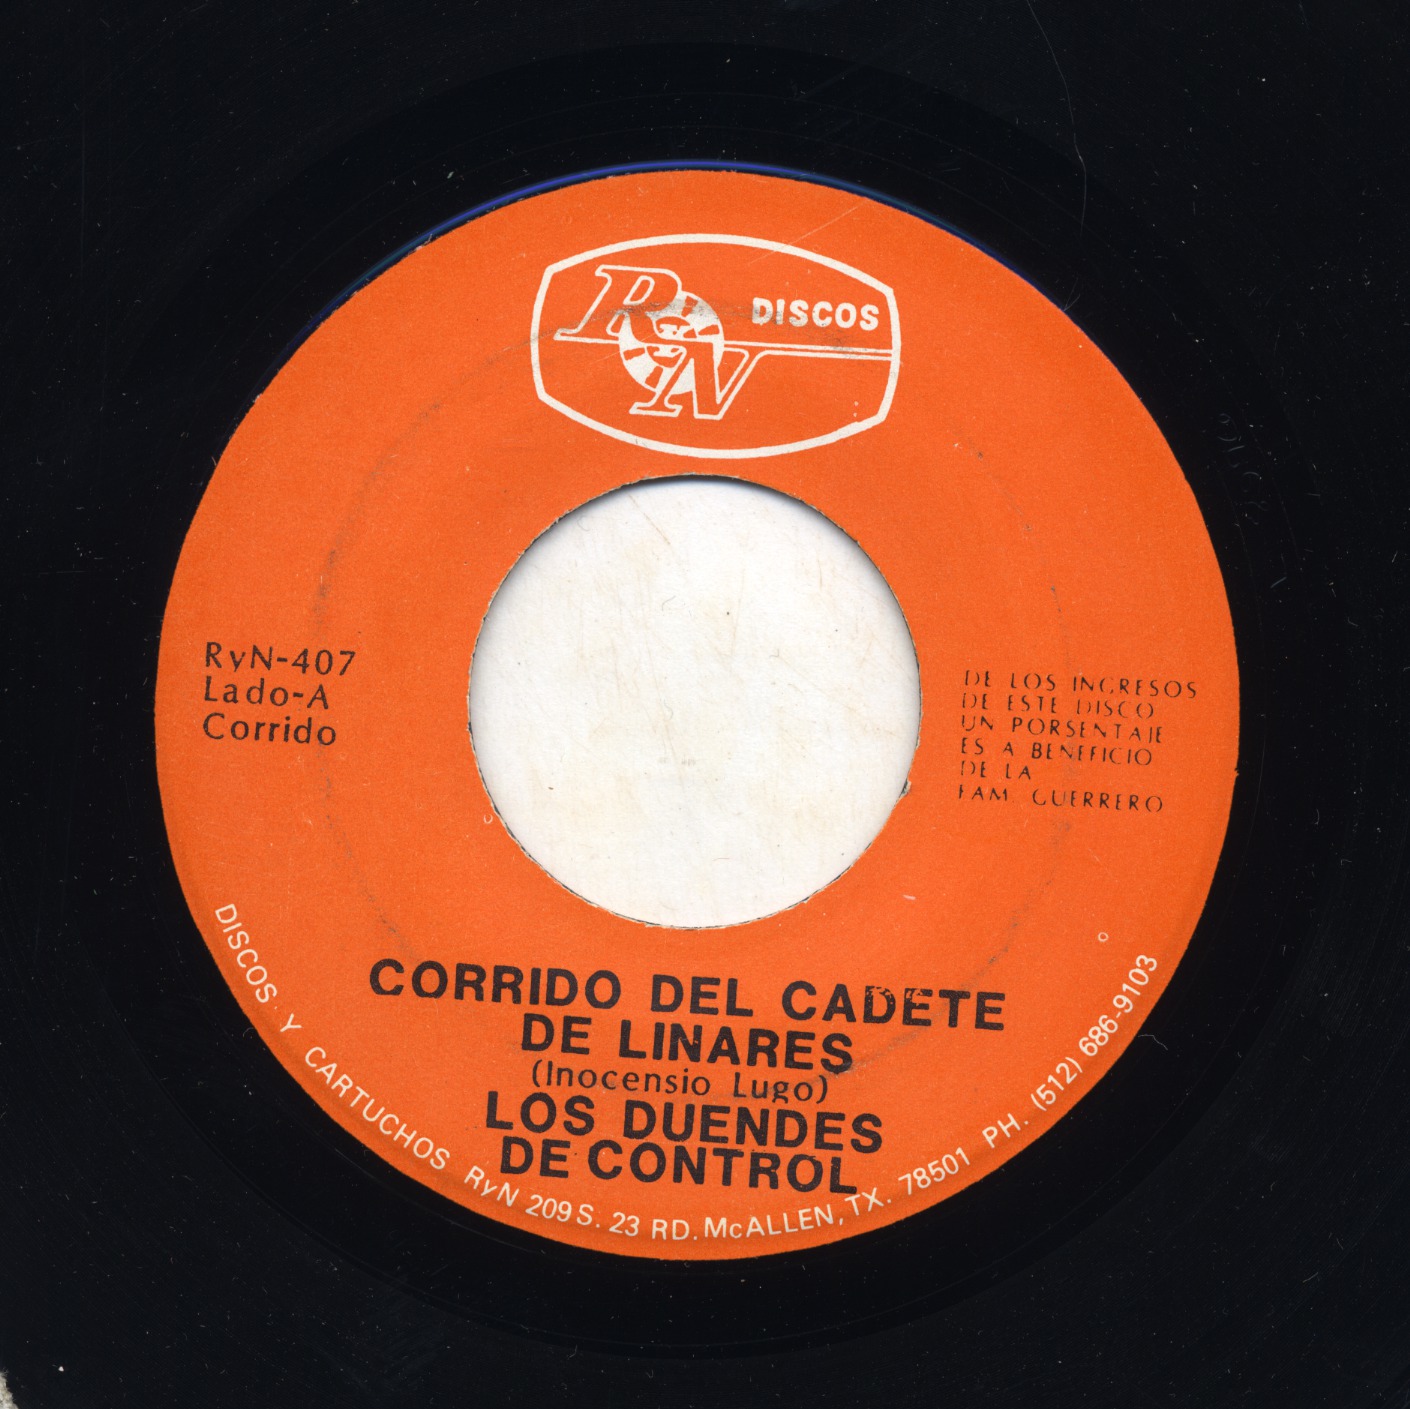 RyN DISCOS
RyN-407
Lado-A
Corrido
DE LOS INGRESOS
DE ESTE DISCO
UN PORSENTAJE
ES A BENEFICIO
DE LA
FAM. GUERRERO
CORRIDO DEL CADETE
DE LINARES
(Inocensio Lugo)
LOS DUENDES
DE CONTROL
DISCOS Y CARTUCHOS RyN 209 S. 23 RD. McALLEN, TX. 78501 PH. (512) 686-9103